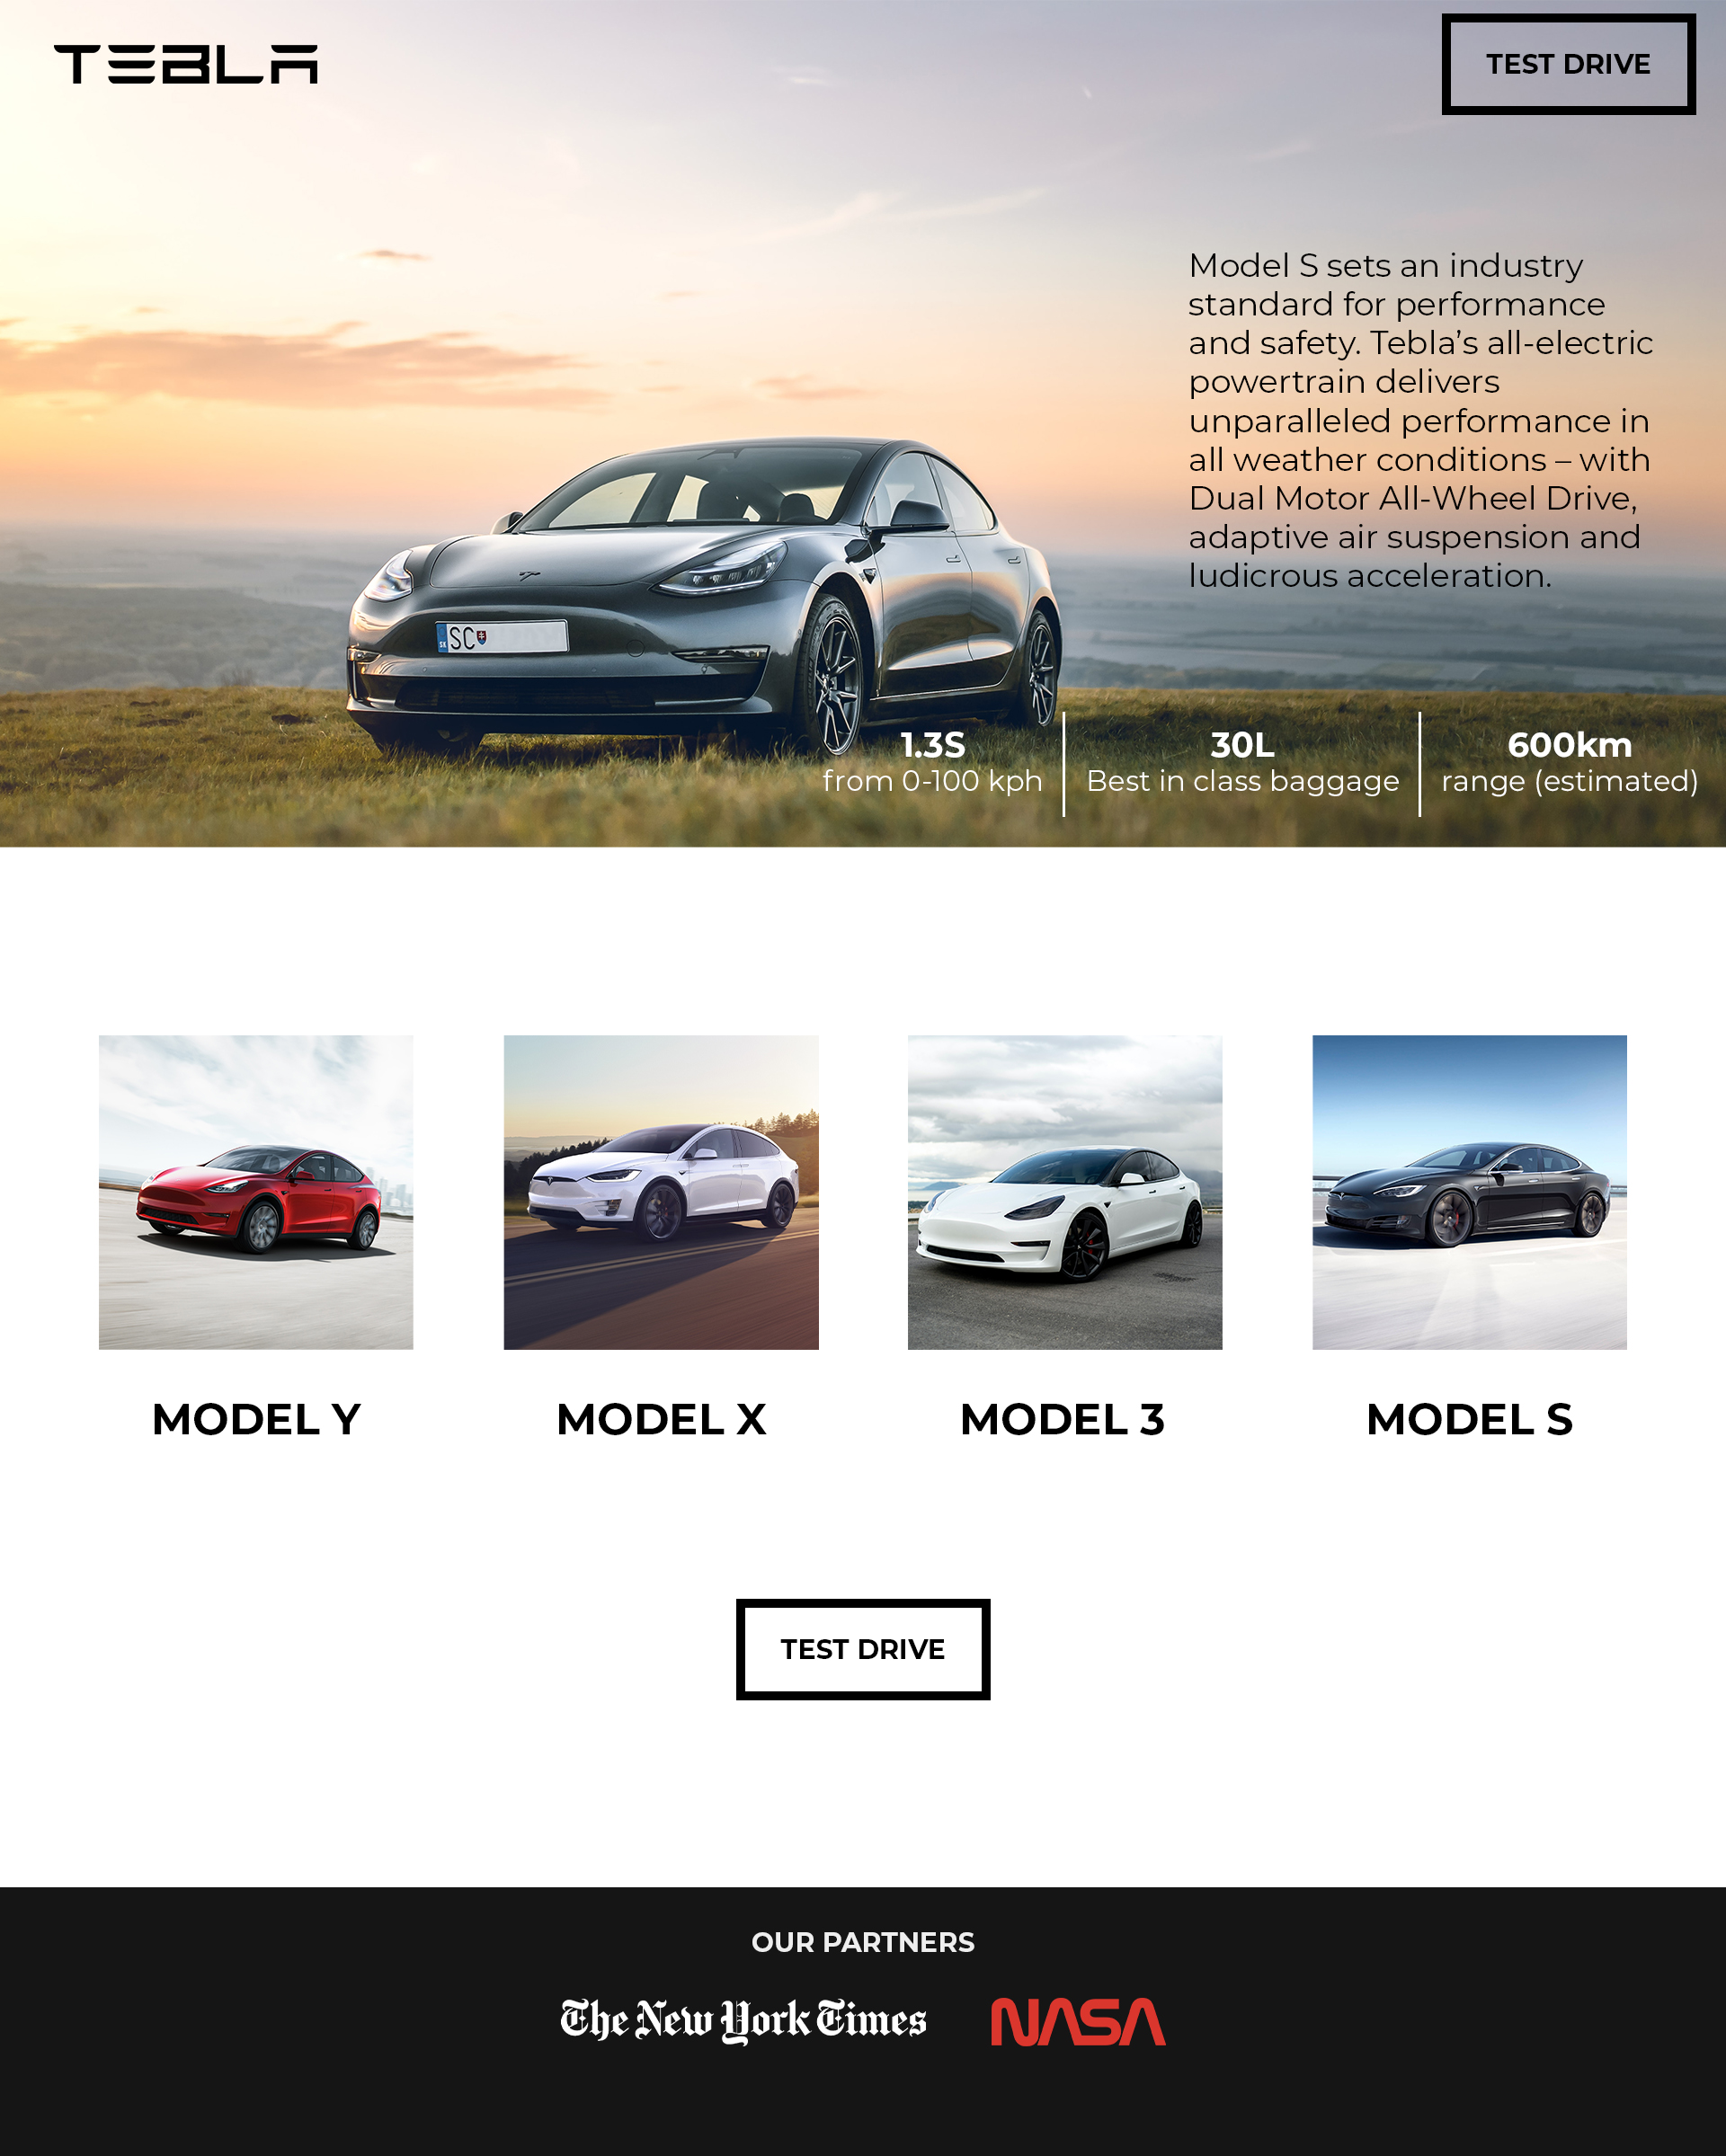 TEBLA
TEST DRIVE
Model S sets an industry
standard for performance
and safety. Tebla’s all-electric
powertrain delivers
unparalleled performance in
all weather conditions – with
Dual Motor All-Wheel Drive,
adaptive air suspension and
ludicrous acceleration.
SK SC
1.3S
from 0-100 kph
30L
Best in class baggage
600km
range (estimated)
MODEL Y
MODEL X
MODEL 3
MODEL S
TEST DRIVE
OUR PARTNERS
The New York Times
NASA